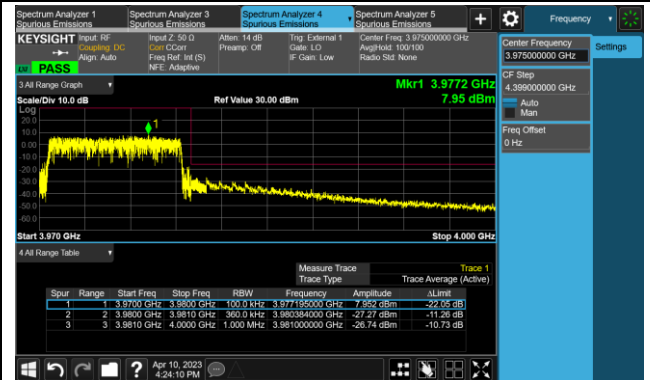 Spectrum Analyzer 1
Spurious Emissions
Spectrum Analyzer 3
Spurious Emissions
Spectrum Analyzer 4
Spurious Emissions
Spectrum Analyzer 5
Spurious Emissions
+
Frequency
KEYSIGHT
PASS
Input: RF
Coupling: DC
Align: Auto
Input Z: 50 Ω
Corr CCorr
Freq Ref: Int (S)
NFE: Adaptive
Atten: 14 dB
Preamp: Off
Trig: External 1
Gate: LO
IF Gain: Low
Center Freq: 3.975000000 GHz
Avg|Hold: 100/100
Radio Std: None
Center Frequency
3.975000000 GHz
Settings
CF Step
4.399000000 GHz
Auto
Man
Freq Offset
0 Hz
3 All Range Graph
Mkr1 3.9772 GHz
7.95 dBm
Scale/Div 10.0 dB
Ref Value 30.00 dBm
Log
20.0
10.0
0.00
-10.0
-20.0
-30.0
-40.0
-50.0
-60.0
1
Start 3.970 GHz
Stop 4.000 GHz
4 All Range Table
Measure Trace Trace 1
Trace Type Trace Average (Active)
Spur Range Start Freq Stop Freq RBW Frequency Amplitude ΔLimit
1 1 3.9700 GHz 3.9800 GHz 100.0 kHz 3.977195000 GHz 7.952 dBm -22.05 dB
2 2 3.9800 GHz 3.9810 GHz 360.0 kHz 3.980384000 GHz -27.27 dBm -11.26 dB
3 3 3.9810 GHz 4.0000 GHz 1.000 MHz 3.981000000 GHz -26.74 dBm -10.73 dB
?
Apr 10, 2023
4:24:10 PM